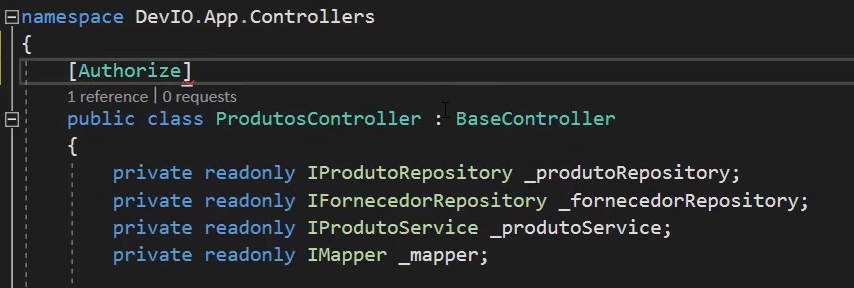 namespace DevIO.App.Controllers
{
[Authorize]
1 reference | 0 requests
public class ProdutosController : BaseController
{
private readonly IProdutoRepository _produtoRepository;
private readonly IFornecedorRepository _fornecedorRepository;
private readonly IProdutoService _produtoService;
private readonly IMapper _mapper;